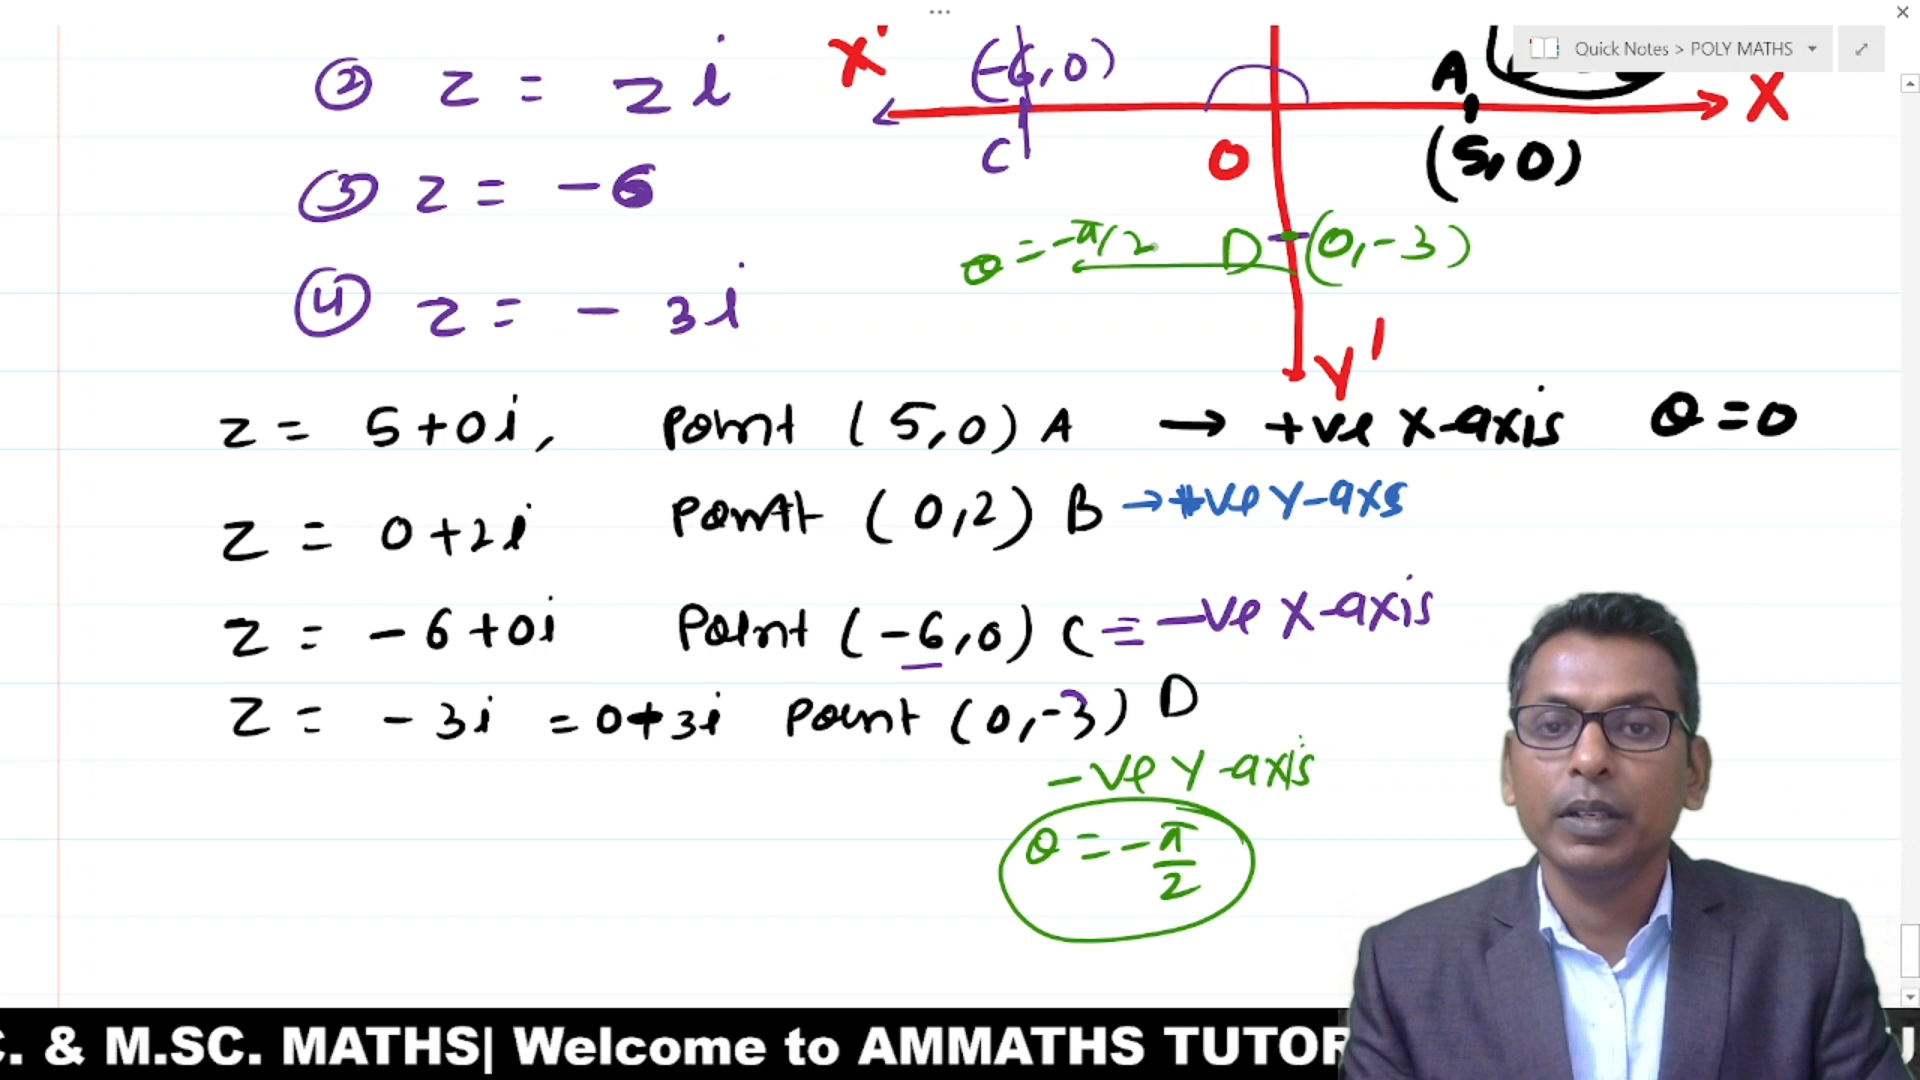 Quick Notes > POLY MATHS
② z = 2i
X' (-6,0) A X
C O (5,0)
③ z = -6
θ = -π/2 D (0,-3)
④ z = -3i
Y'
z = 5+0i, point (5,0) A → +ve X-axis θ=0
z = 0+2i point (0,2) B → +ve Y-axs
z = -6+0i Point (-6,0) C = -ve X-axis
z = -3i = 0+3i point (0,-3) D
-ve Y-axis
θ = -π/2
C. & M.SC. MATHS| Welcome to AMMATHS TUTOR